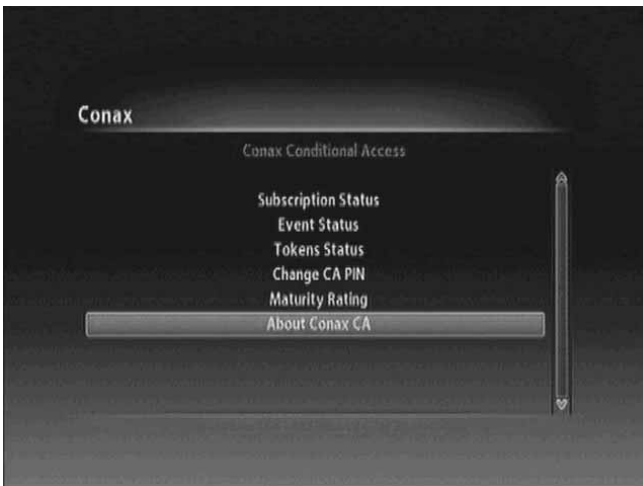 Conax
Conax Conditional Access
Subscription Status
Event Status
Tokens Status
Change CA PIN
Maturity Rating
About Conax CA